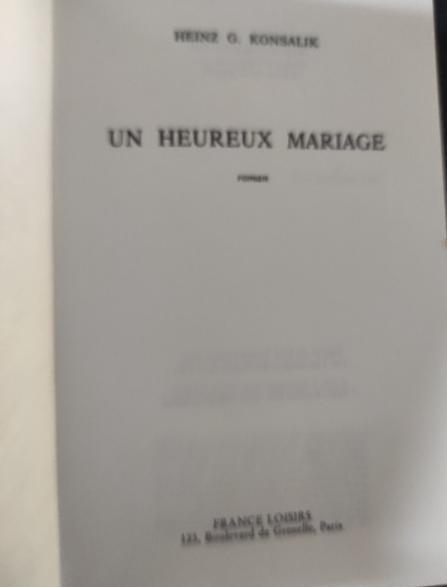 HEINZ G. KONSALIK
UN HEUREUX MARIAGE
roman
FRANCE LOISIRS
123, Boulevard de Grenelle, Paris